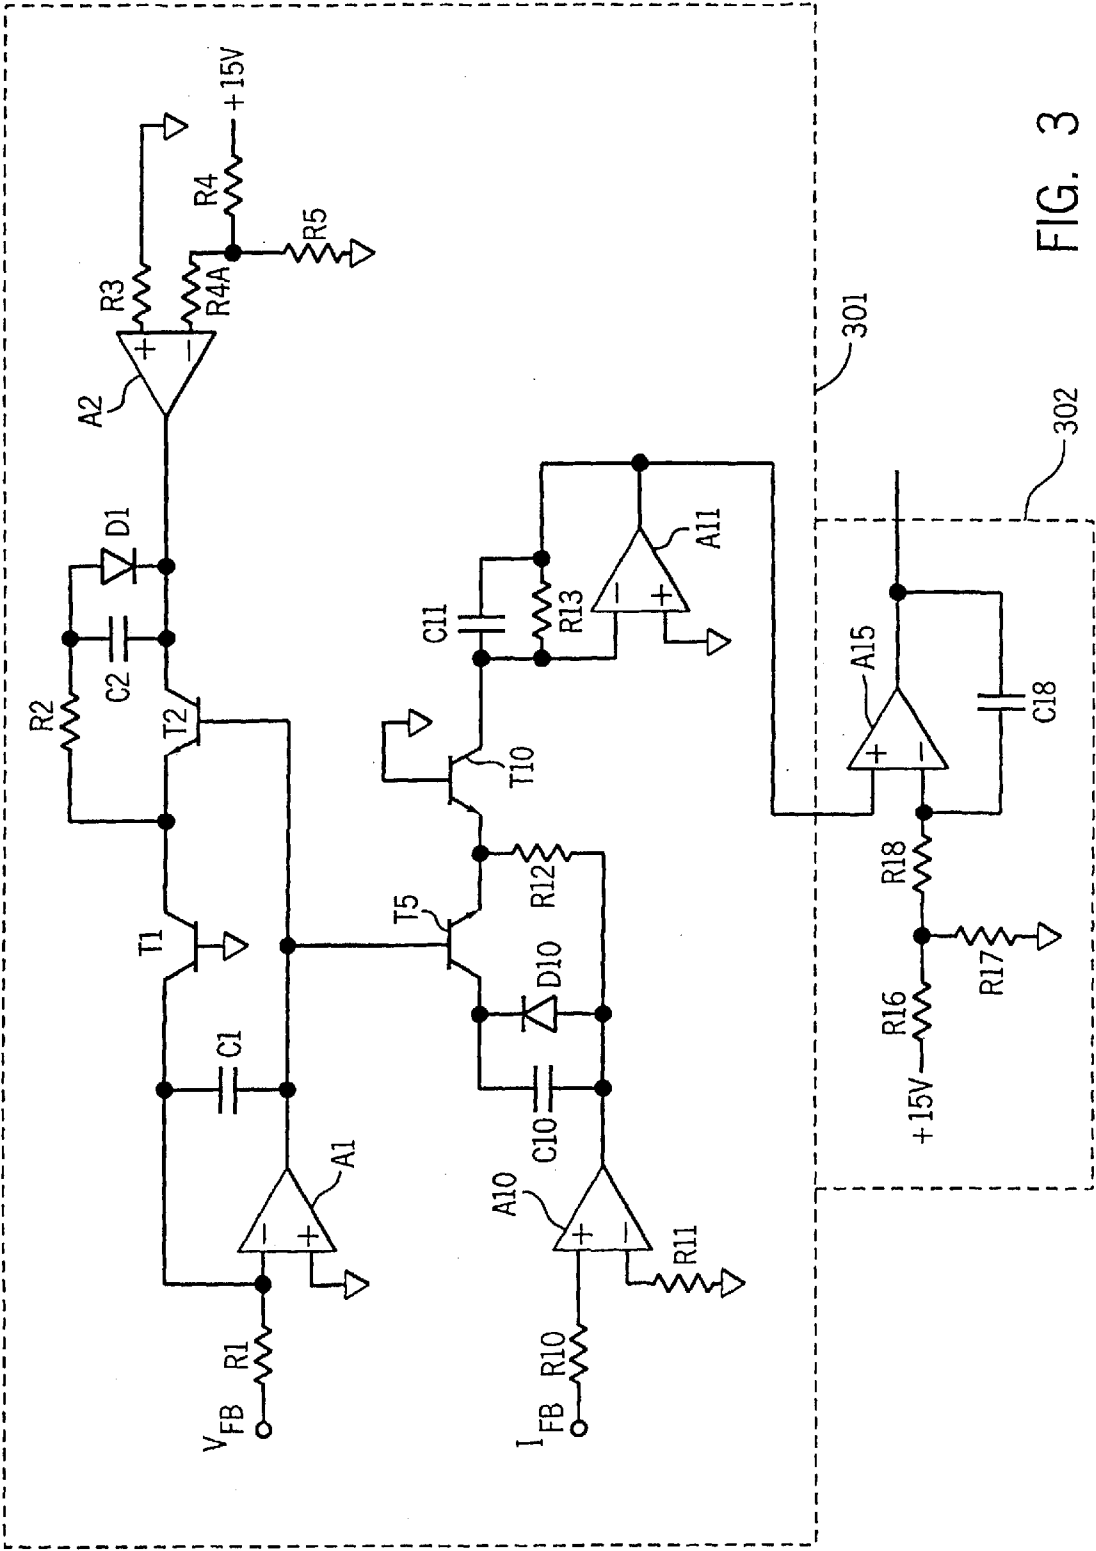 R2
D1
C2
T1
T2
A2
R3
R4A
R4
+15V
R5
C1
V FB
R1
A1
C11
R13
A11
T10
T5
R12
D10
C10
A10
I FB
R10
R11
301
302
A15
C18
R18
R16
R17
+15V
FIG. 3